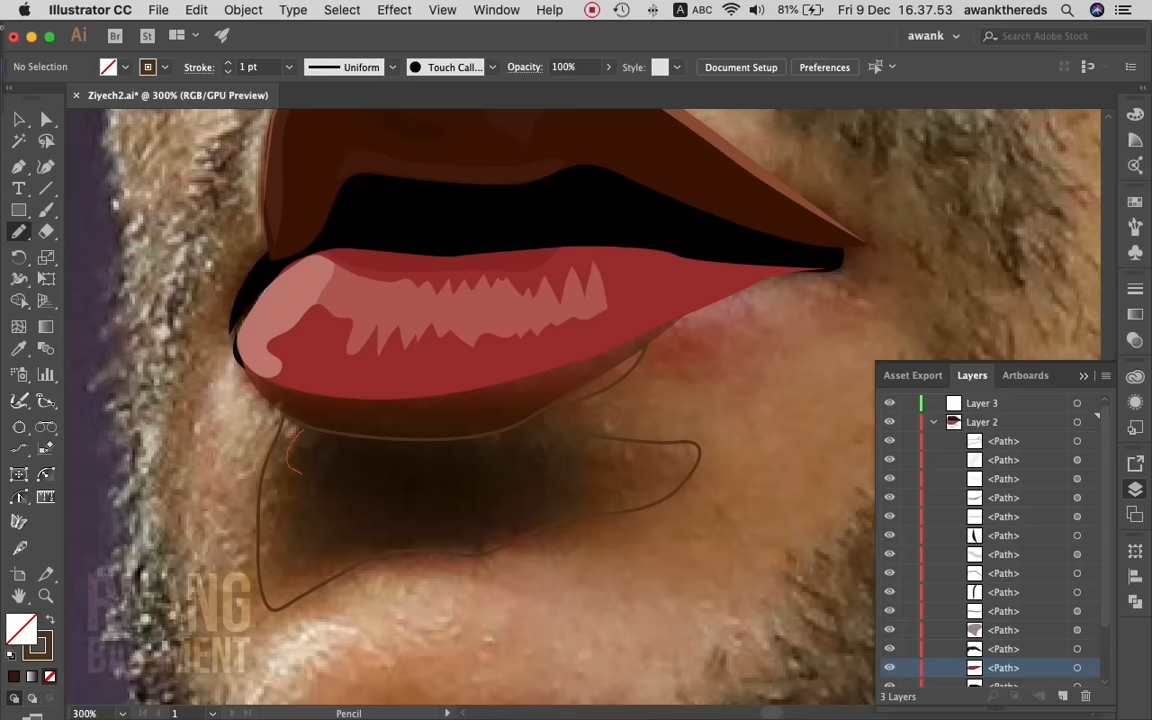 Illustrator CC File Edit Object Type Select Effect View Window Help A ABC 81% Fri 9 Dec 16.37.53 awankthereds
Ai Br St awank Search Adobe Stock
No Selection Stroke: 1 pt Uniform Touch Call... Opacity: 100% Style: Document Setup Preferences
× Ziyech2.ai* @ 300% (RGB/GPU Preview)
Asset Export Layers Artboards
Layer 3
Layer 2
<Path>
<Path>
<Path>
<Path>
<Path>
<Path>
<Path>
<Path>
<Path>
<Path>
<Path>
<Path>
<Path>
3 Layers
300% 1 Pencil